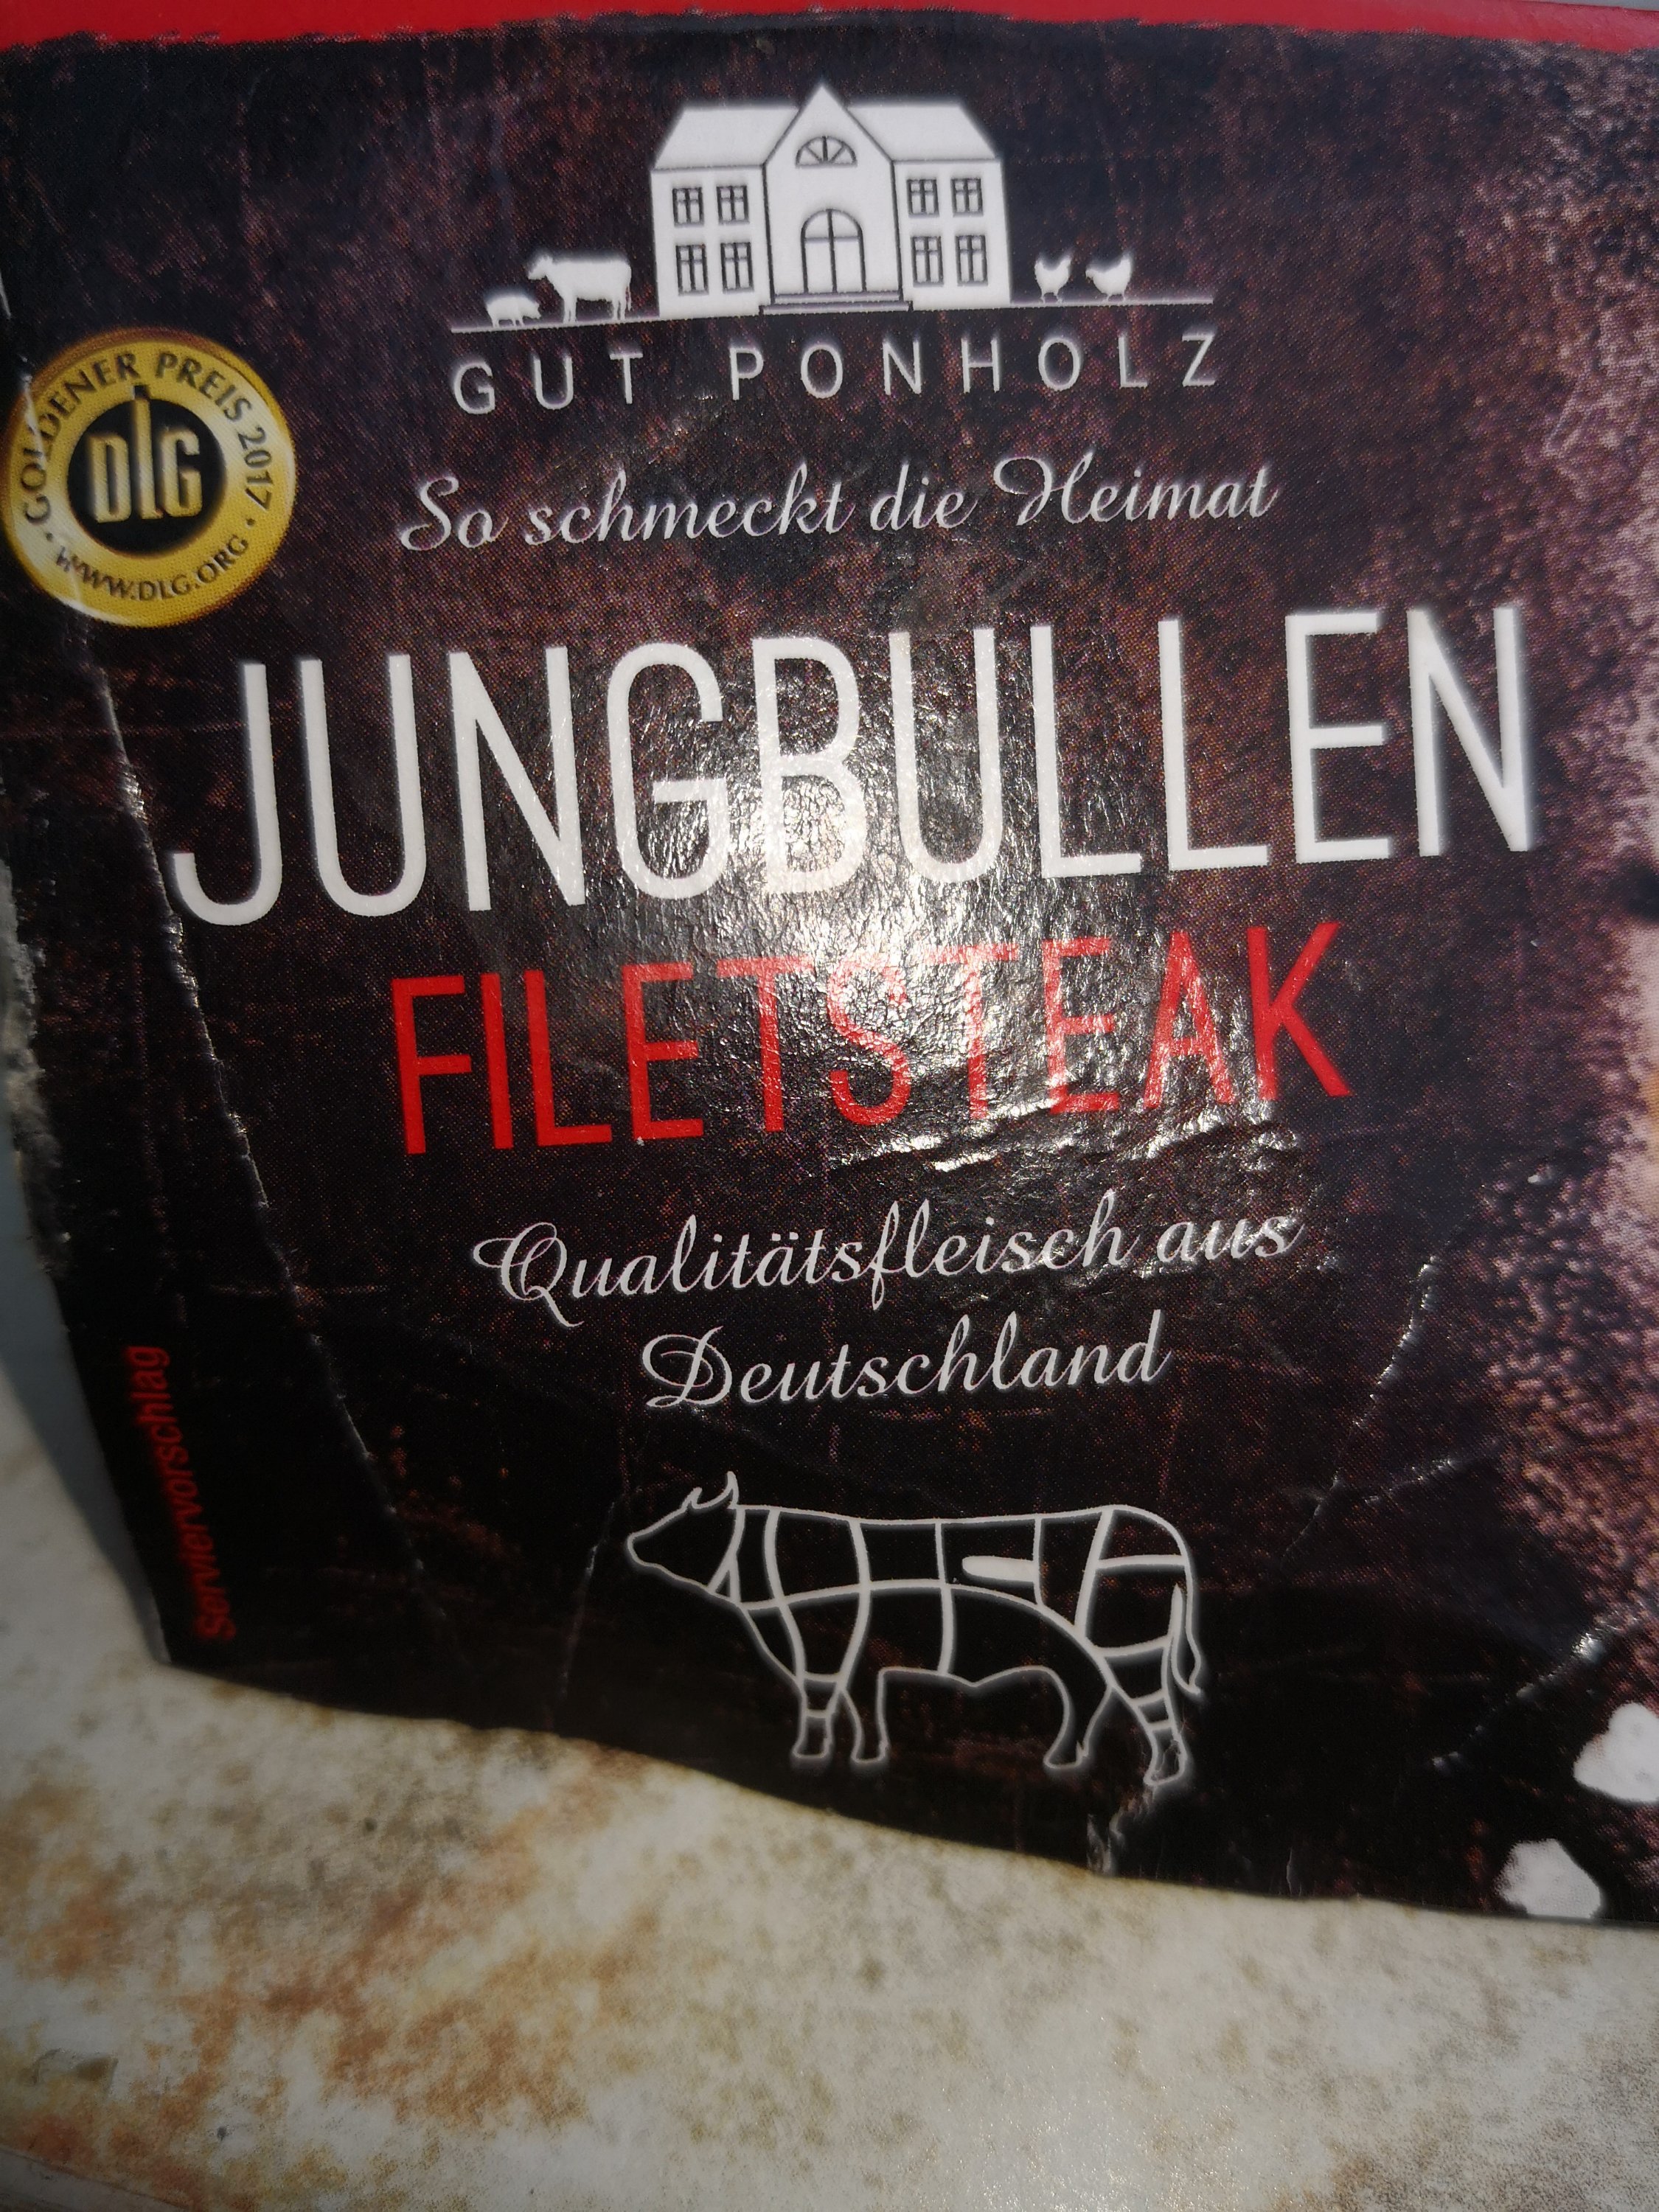 GUT PONHOLZ
GOLDENER PREIS 2017
DLG
WWW.DLG.ORG
So schmeckt die Heimat
JUNGBULLEN
FILETSTEAK
Qualitätsfleisch aus
Deutschland
Serviervorschlag